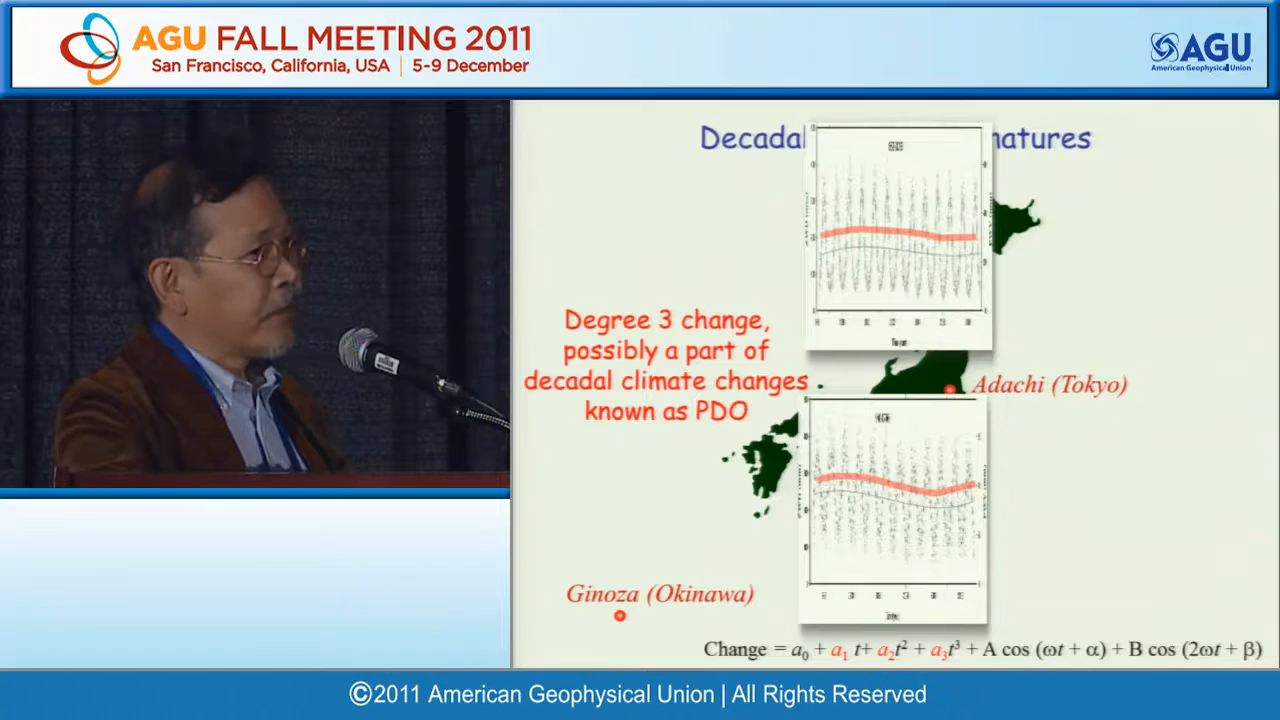 AGU FALL MEETING 2011
San Francisco, California, USA | 5-9 December
AGU
American Geophysical Union
Decadal
natures
Degree 3 change,
possibly a part of
decadal climate changes
known as PDO
Adachi (Tokyo)
Ginoza (Okinawa)
Change = a₀ + a₁ t+ a₂t² + a₃t³ + A cos (ωt + α) + B cos (2ωt + β)
©2011 American Geophysical Union | All Rights Reserved